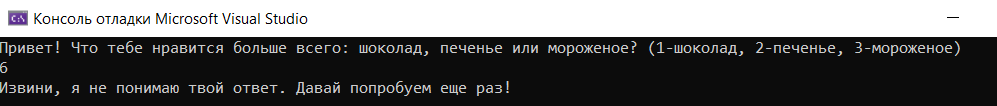 Консоль отладки Microsoft Visual Studio
Привет! Что тебе нравится больше всего: шоколад, печенье или мороженое? (1-шоколад, 2-печенье, 3-мороженое)
6
Извини, я не понимаю твой ответ. Давай попробуем еще раз!